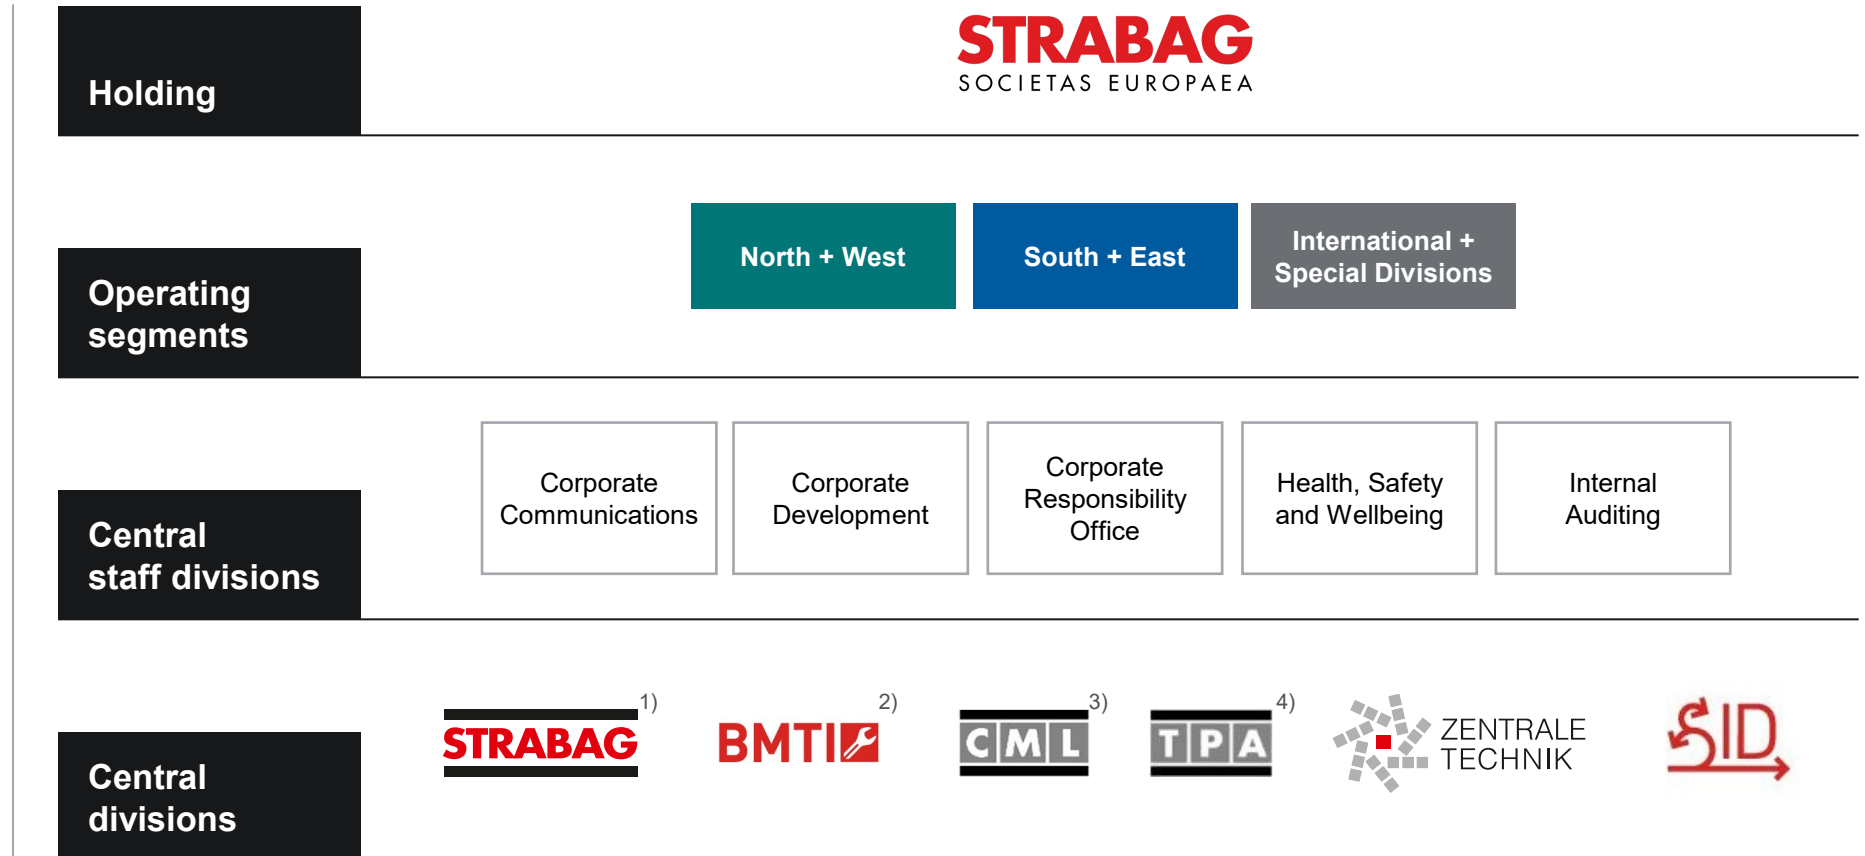 Holding
STRABAG
SOCIETAS EUROPAEA
Operating
segments
North + West
South + East
International +
Special Divisions
Central
staff divisions
Corporate
Communications
Corporate
Development
Corporate
Responsibility
Office
Health, Safety
and Wellbeing
Internal
Auditing
Central
divisions
STRABAG 1)
BMTI 2)
CML 3)
TPA 4)
ZENTRALE
TECHNIK
SID